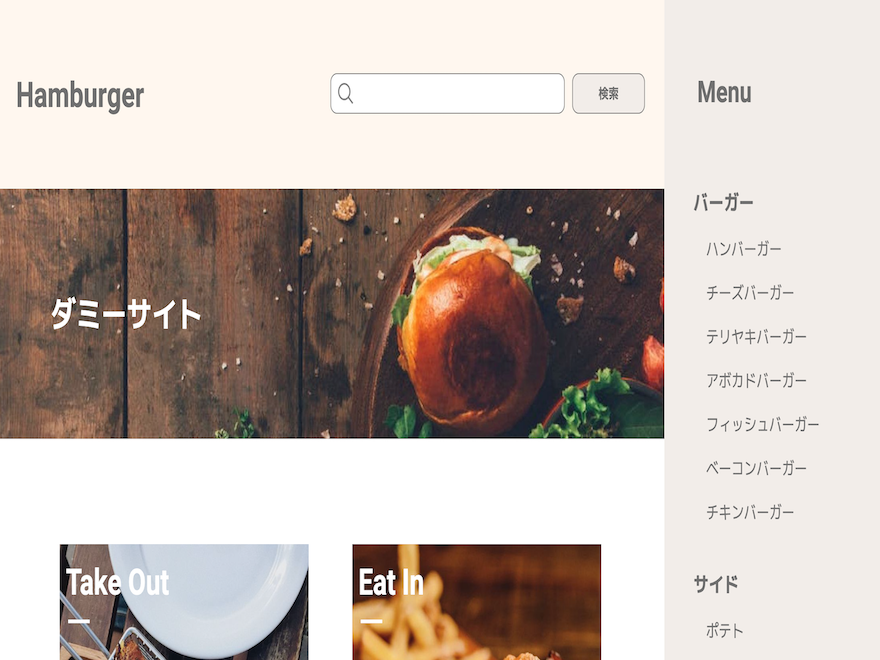 Hamburger
検索
ダミーサイト
Take Out
Eat In
Menu
バーガー
ハンバーガー
チーズバーガー
テリヤキバーガー
アボカドバーガー
フィッシュバーガー
ベーコンバーガー
チキンバーガー
サイド
ポテト